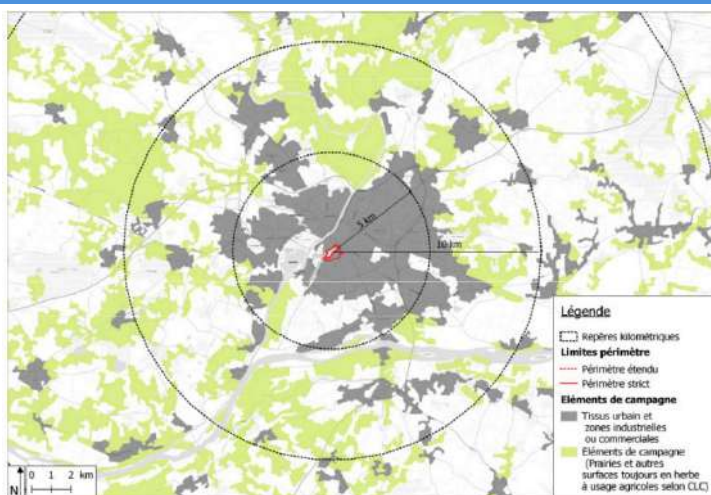 5 km
10 km
Légende
Repères kilométriques
Limites périmètre
Périmètre étendu
Périmètre strict
Eléments de campagne
Tissus urbain et
zones industrielles
ou commerciales
Eléments de campagne
(Prairies et autres
surfaces toujours en herbe
à usage agricoles selon CLC)
N
0 1 2 km